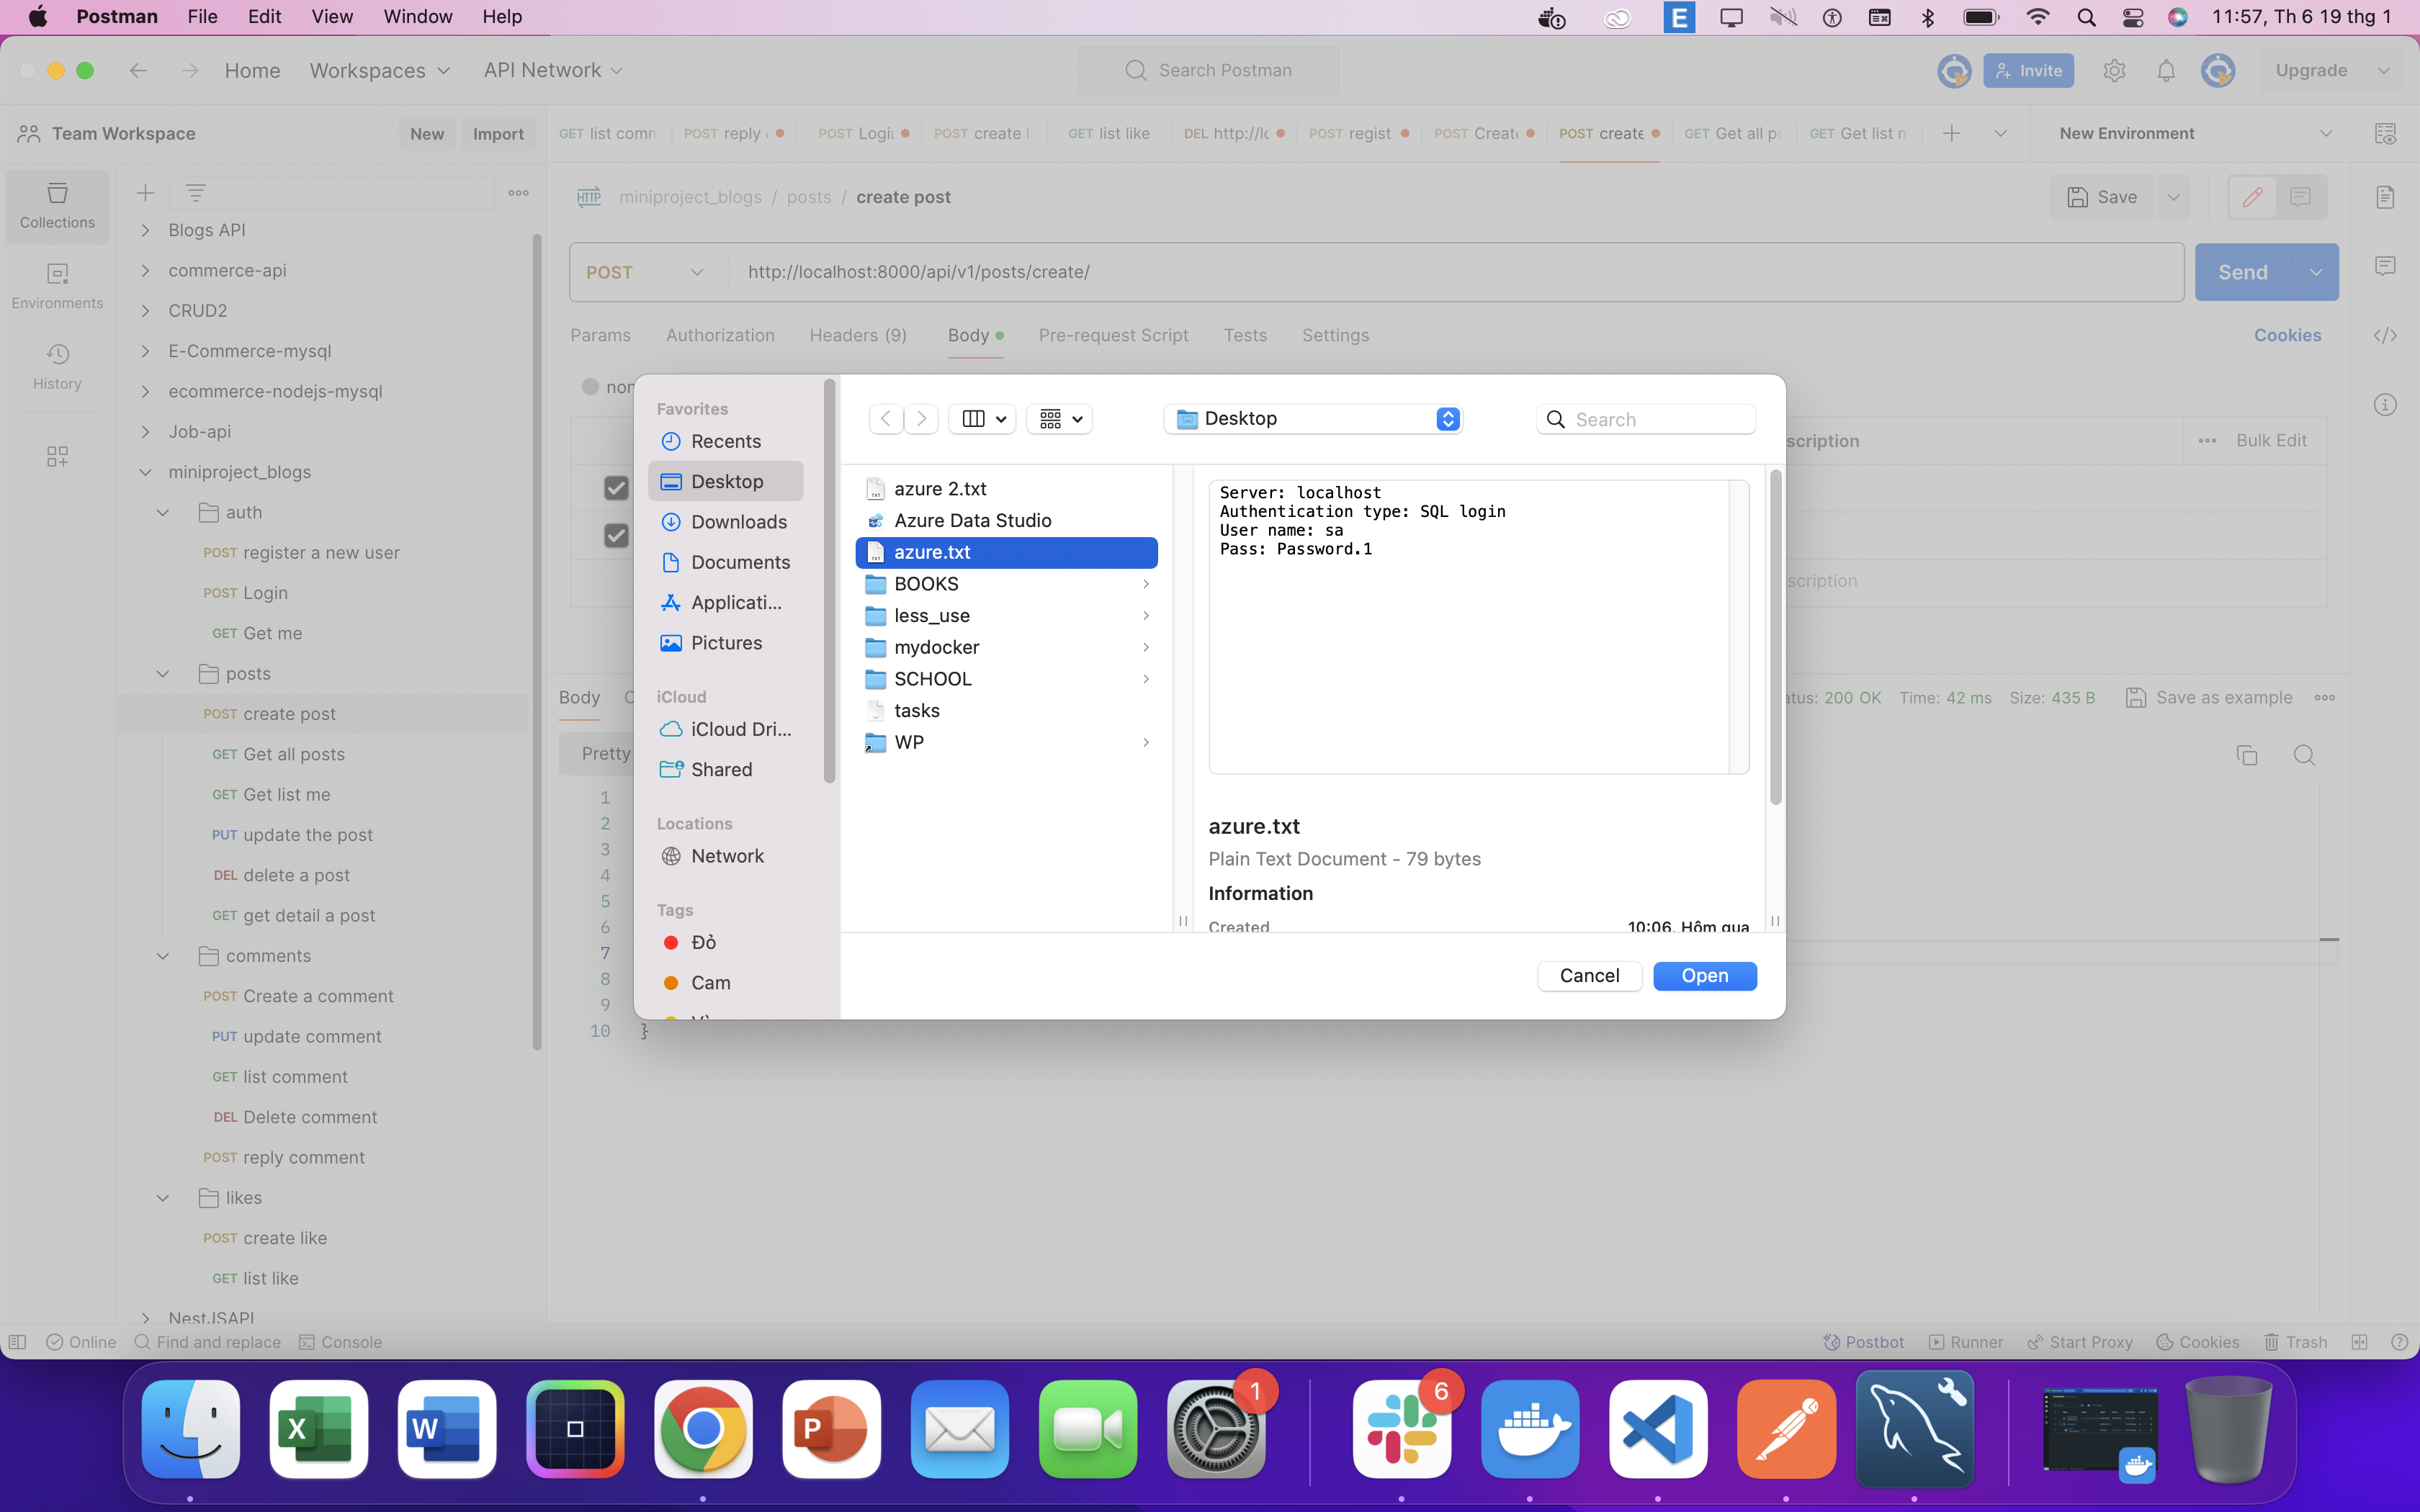 Postman File Edit View Window Help
11:57, Th 6 19 thg 1
Home Workspaces API Network
Search Postman
Invite
Upgrade
Team Workspace
New Import
GET list comm
POST reply
POST Logi
POST create l
GET list like
DEL http://lo
POST regist
POST Creat
POST create
GET Get all p
GET Get list
New Environment
Collections
Environments
History
Blogs API
commerce-api
CRUD2
E-Commerce-mysql
ecommerce-nodejs-mysql
Job-api
miniproject_blogs
auth
POST register a new user
POST Login
GET Get me
posts
POST create post
GET Get all posts
GET Get list me
PUT update the post
DEL delete a post
GET get detail a post
comments
POST Create a comment
PUT update comment
GET list comment
DEL Delete comment
POST reply comment
likes
POST create like
GET list like
NestJSAPI
HTTP miniproject_blogs / posts / create post
Save
POST http://localhost:8000/api/v1/posts/create/
Send
Params Authorization Headers (9) Body Pre-request Script Tests Settings
Cookies
non
scription
Bulk Edit
scription
Favorites
Recents
Desktop
Downloads
Documents
Applicati...
Pictures
iCloud
iCloud Dri...
Shared
Locations
Network
Tags
Đỏ
Cam
Desktop
Search
azure 2.txt
Azure Data Studio
azure.txt
BOOKS
less_use
mydocker
SCHOOL
tasks
WP
Server: localhost
Authentication type: SQL login
User name: sa
Pass: Password.1
azure.txt
Plain Text Document - 79 bytes
Information
Created 10:06, Hôm qua
Cancel Open
Body C
atus: 200 OK Time: 42 ms Size: 435 B Save as example
Pretty
1
2
3
4
5
6
7
8
9
10 }
Online Find and replace Console
Postbot Runner Start Proxy Cookies Trash
1
6